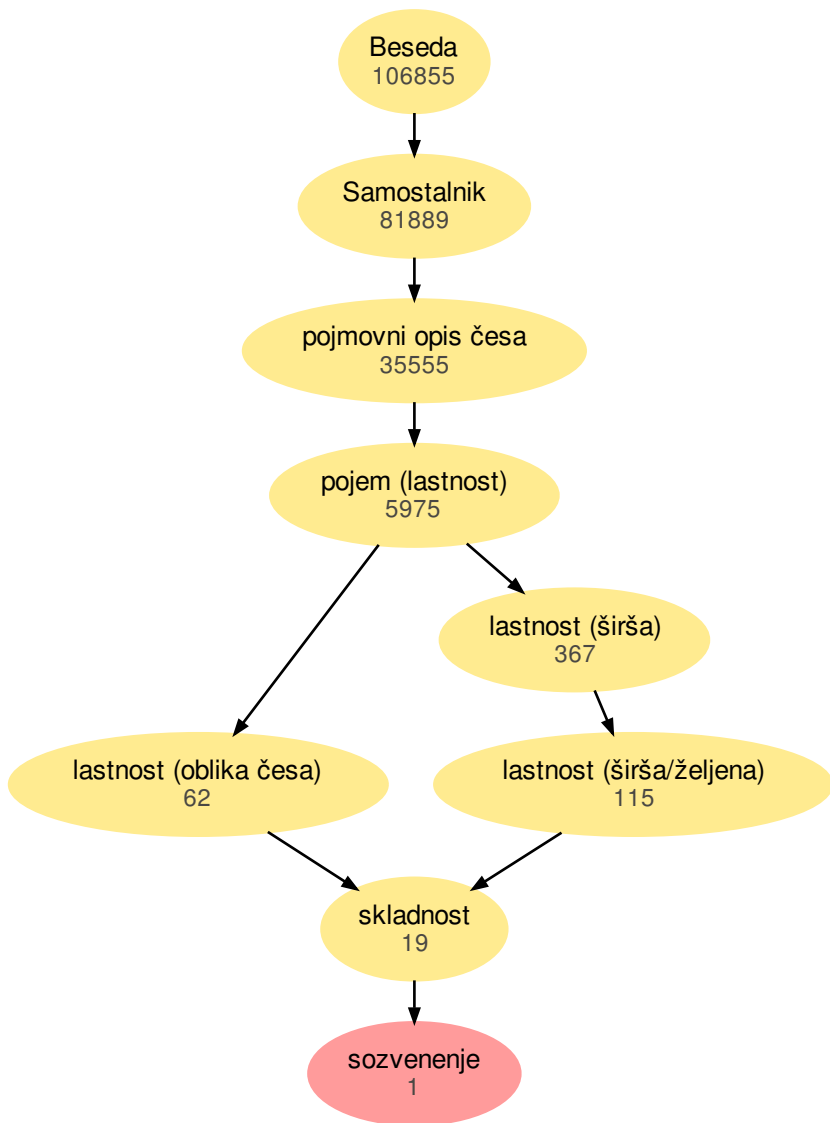 Beseda
106855
Samostalnik
81889
pojmovni opis česa
35555
pojem (lastnost)
5975
lastnost (širša)
367
lastnost (oblika česa)
62
lastnost (širša/željena)
115
skladnost
19
sozvenenje
1